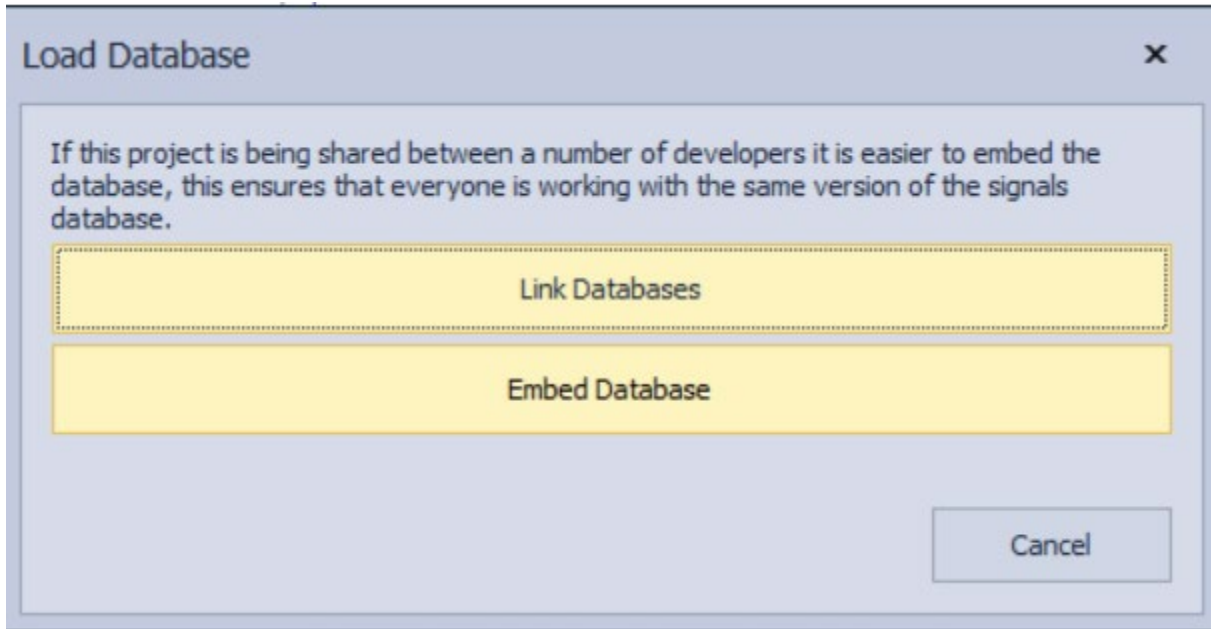 Load Database
If this project is being shared between a number of developers it is easier to embed the
database, this ensures that everyone is working with the same version of the signals
database.
Link Databases
Embed Database
Cancel